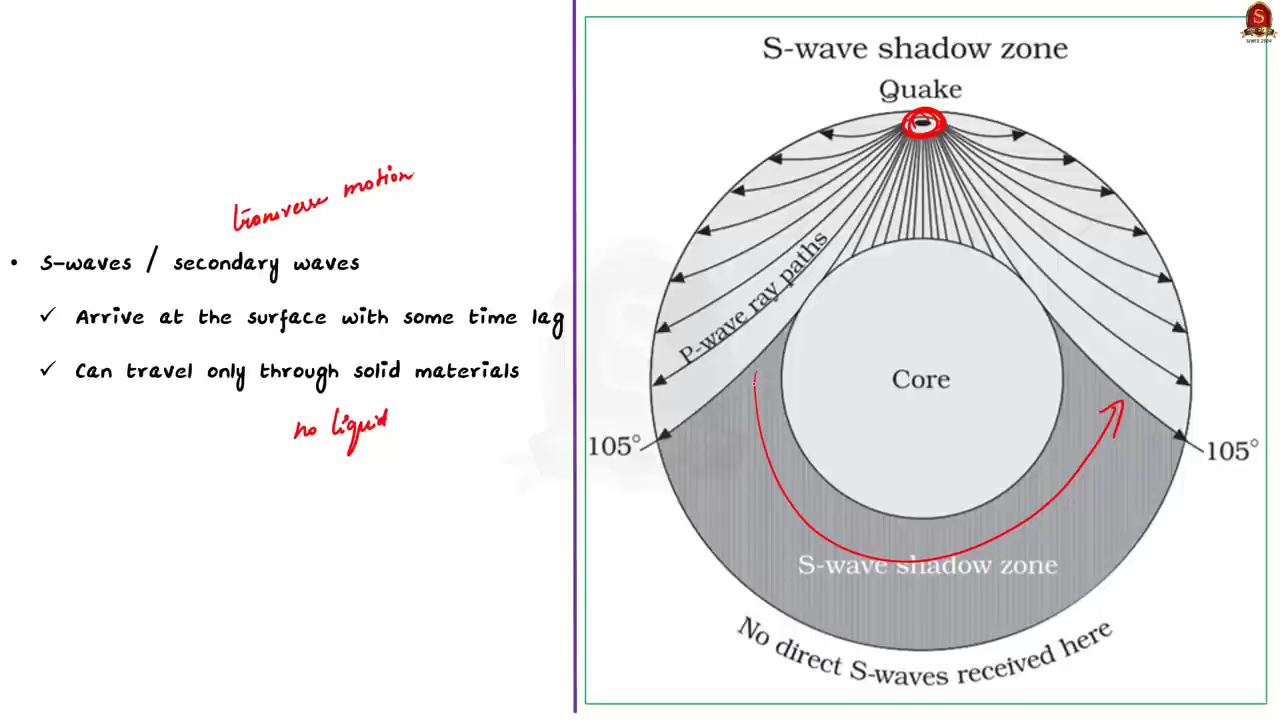 transverse motion
• S-waves / secondary waves
✓ Arrive at the surface with some time lag
✓ Can travel only through solid materials
no liquid
S-wave shadow zone
Quake
P-wave ray paths
Core
105°
105°
S-wave shadow zone
No direct S-waves received here
S
SINCE 2004